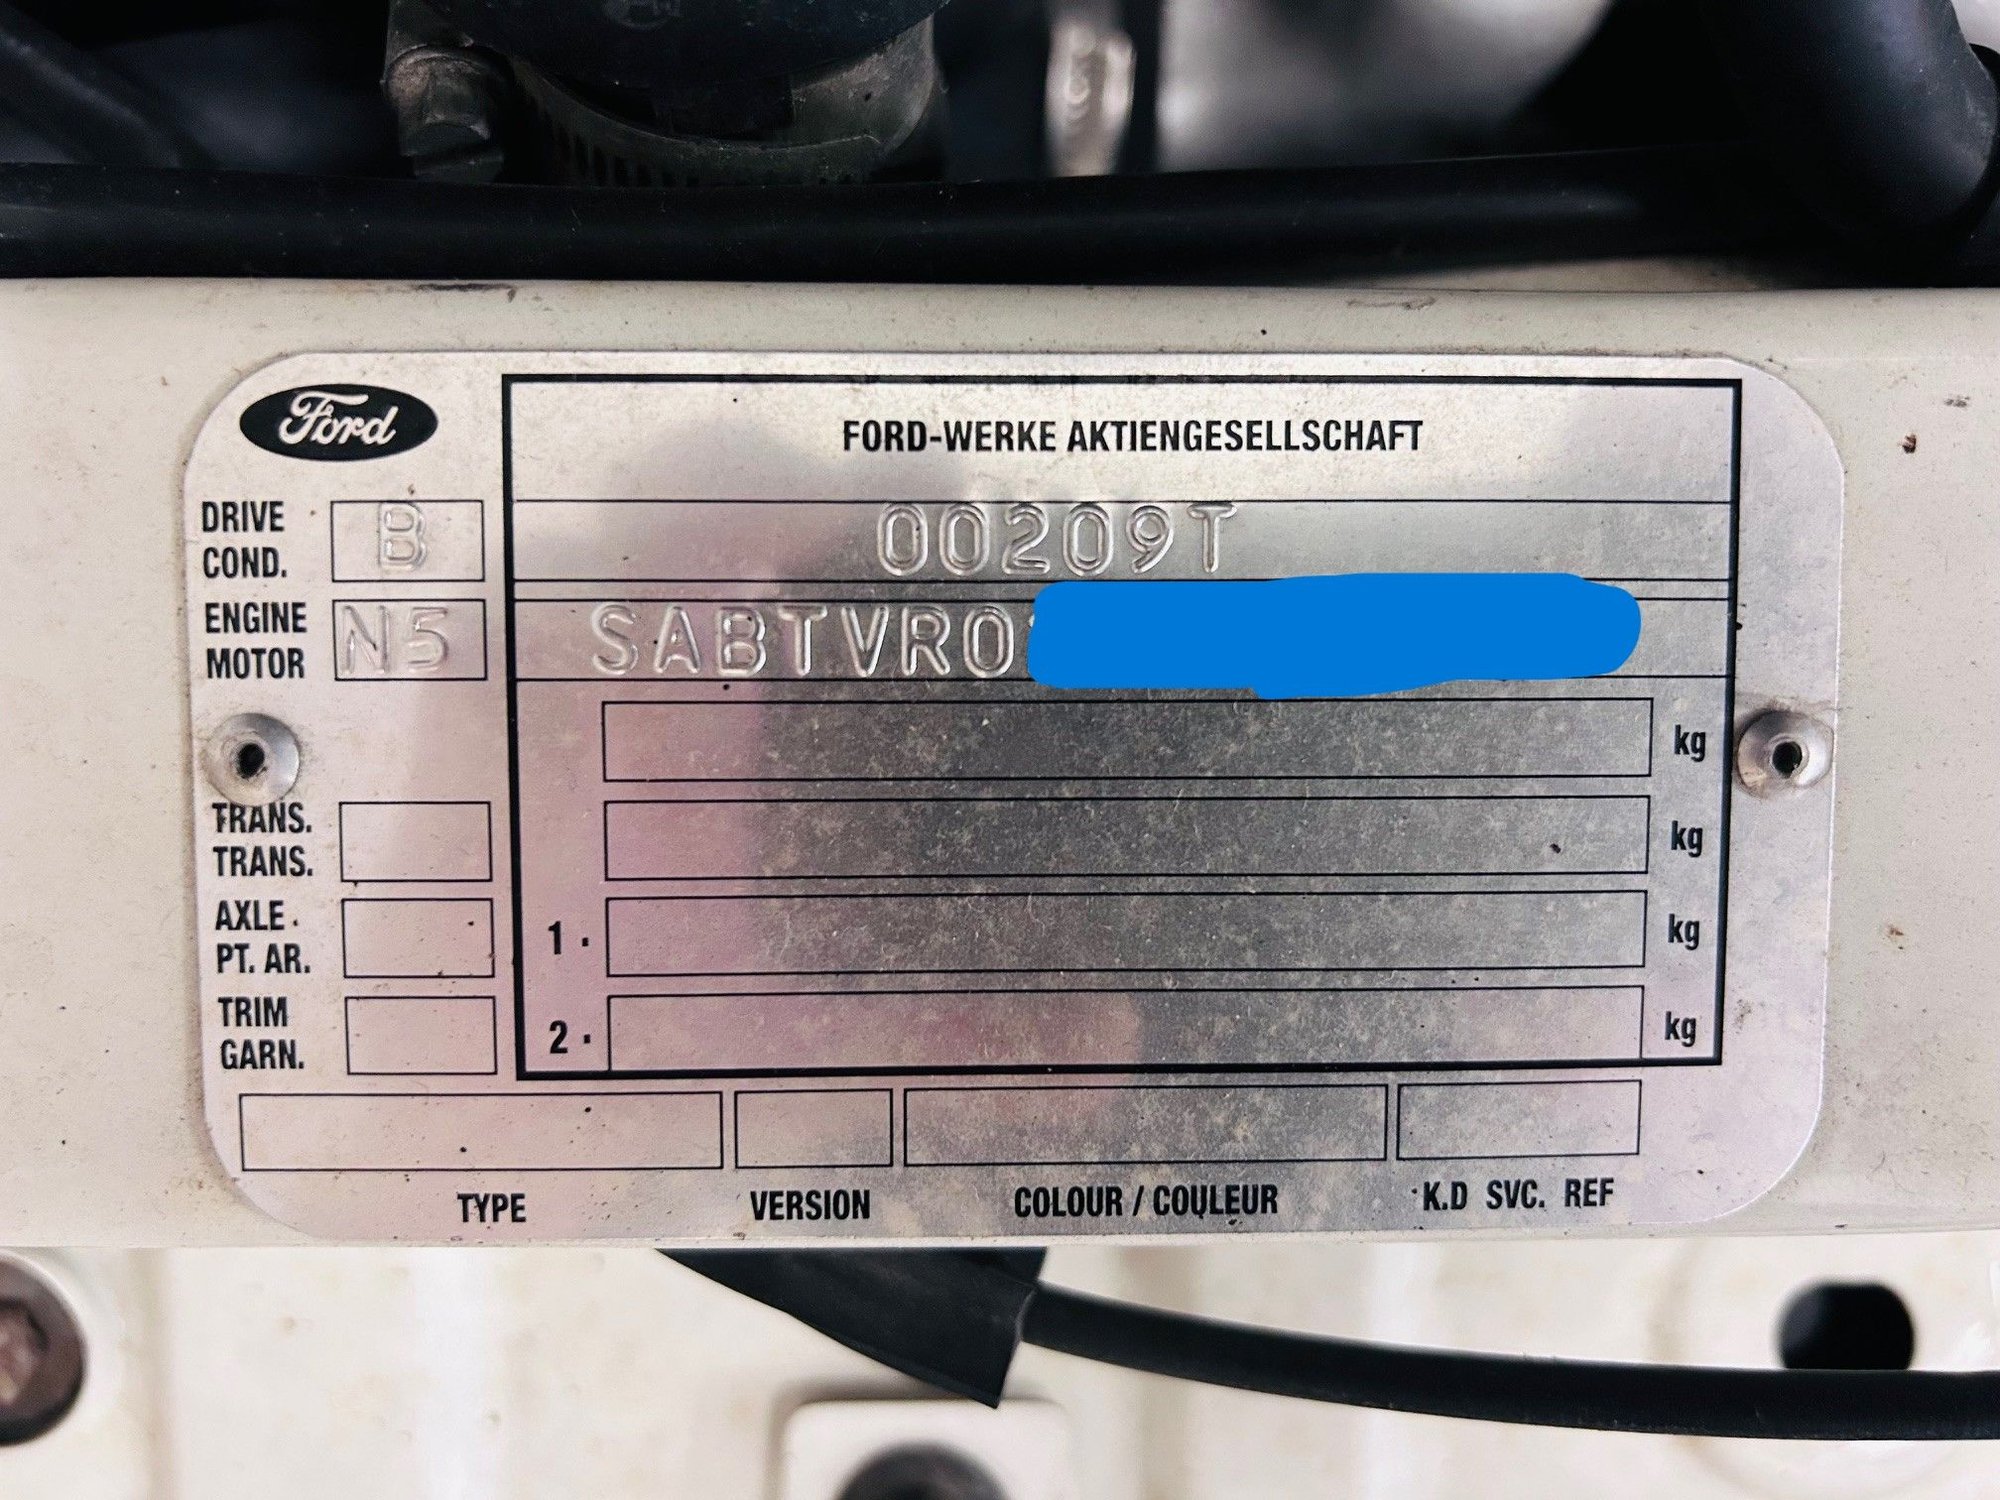 Ford
FORD-WERKE AKTIENGESELLSCHAFT
DRIVE
COND.
B
00209T
ENGINE
MOTOR
N5
SABTVR0
kg
TRANS.
TRANS.
kg
AXLE.
PT. AR.
1.
kg
TRIM
GARN.
2.
kg
TYPE
VERSION
COLOUR / COULEUR
K.D SVC. REF